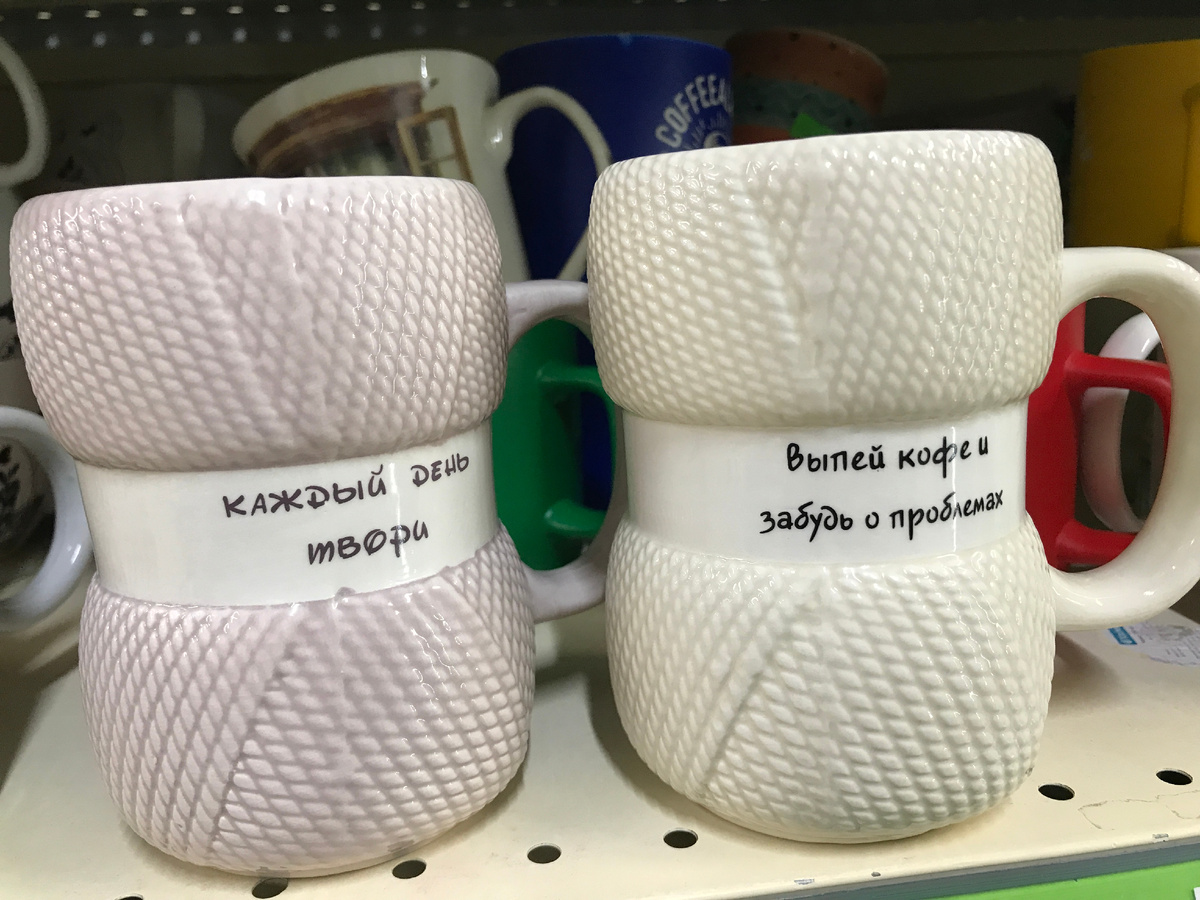 КАЖДЫЙ ДЕНЬ
твори
Выпей кофе и
забудь о проблемах